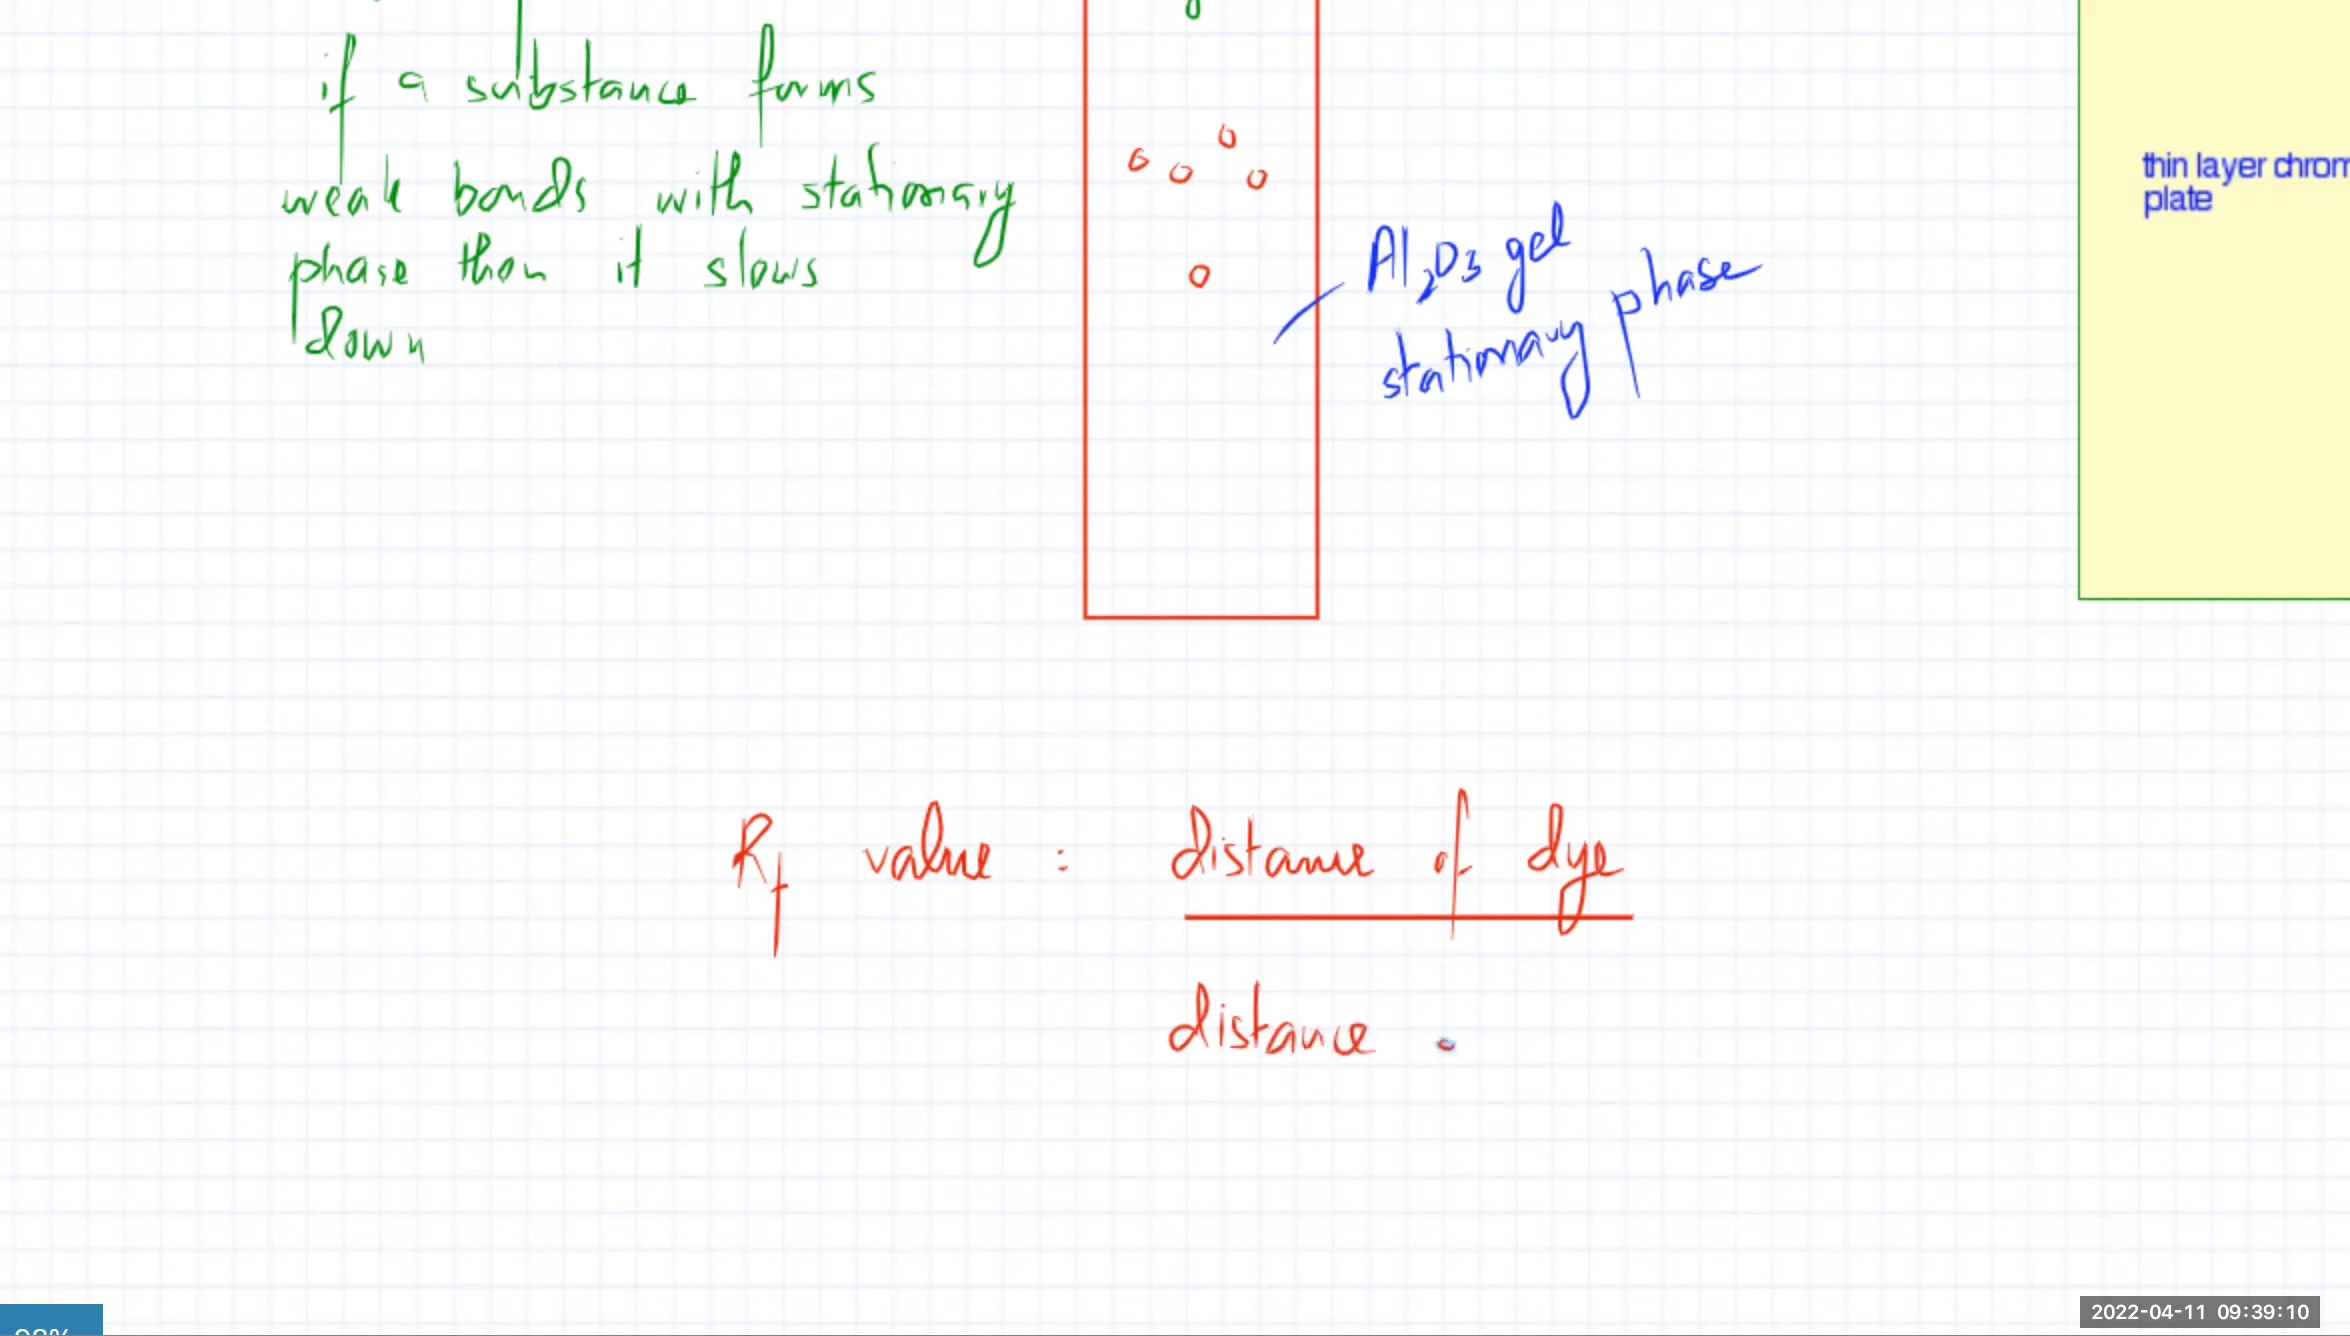 if a substance forms
weak bonds with stationary
phase then it slows
down
Al2O3 gel
stationary phase
thin layer chrom
plate
Rf value : distance of dye
distance
2022-04-11 09:39:10